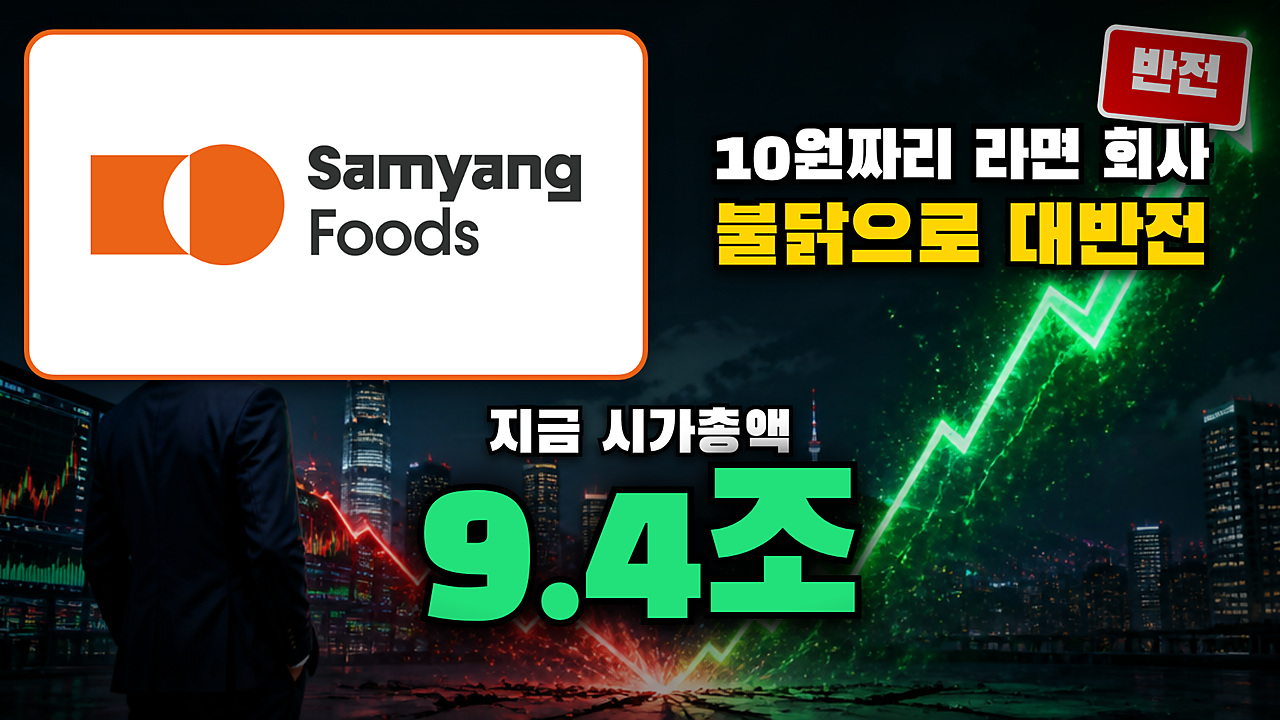 Samyang
Foods
반전
10원짜리 라면 회사
불닭으로 대반전
지금 시가총액
9.4조